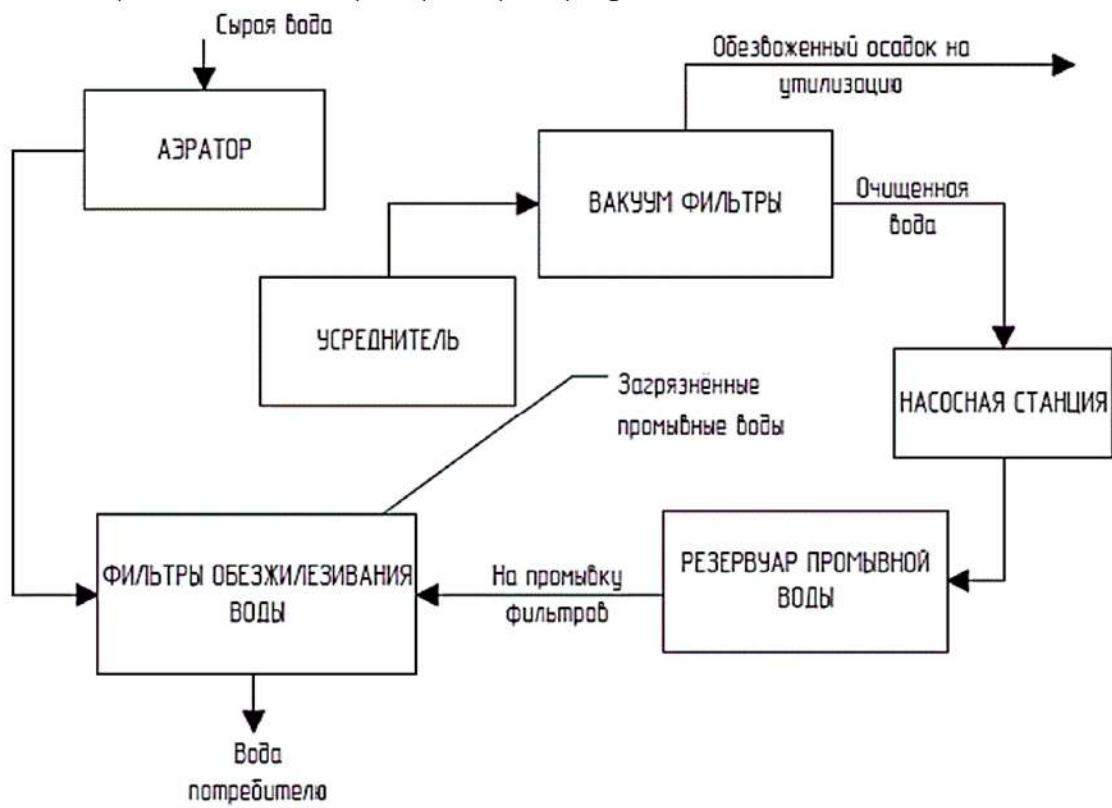 Сырая вода
Обезвоженный осадок на
утилизацию
АЭРАТОР
ВАКУУМ ФИЛЬТРЫ
Очищенная
вода
УСРЕДНИТЕЛЬ
Загрязнённые
промывные воды
НАСОСНАЯ СТАНЦИЯ
ФИЛЬТРЫ ОБЕЗЖИЛЕЗИВАНИЯ
ВОДЫ
На промывку
фильтров
РЕЗЕРВУАР ПРОМЫВНОЙ
ВОДЫ
Вода
потребителю